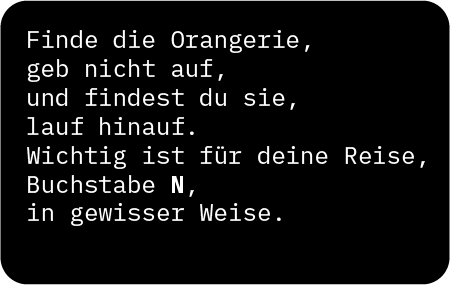 Finde die Orangerie,
geb nicht auf,
und findest du sie,
lauf hinauf.
Wichtig ist für deine Reise,
Buchstabe N,
in gewisser Weise.